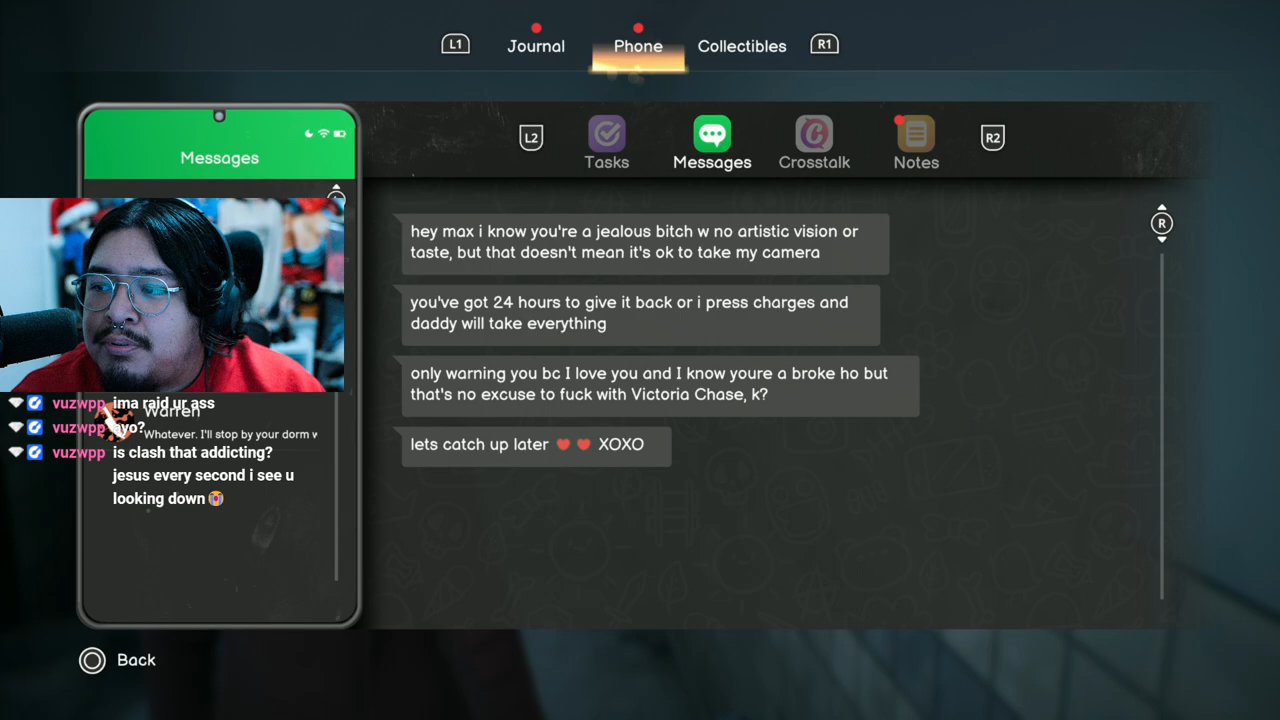 L1
Journal
Phone
Collectibles
R1
Messages
L2
Tasks
Messages
Crosstalk
Notes
R2
hey max i know you're a jealous bitch w no artistic vision or
taste, but that doesn't mean it's ok to take my camera
you've got 24 hours to give it back or i press charges and
daddy will take everything
only warning you bc I love you and I know youre a broke ho but
that's no excuse to fuck with Victoria Chase, k?
lets catch up later ❤️ ❤️ XOXO
R
vuzwpp ima raid ur ass
Warren
vuzwpp ayo?
Whatever. I'll stop by your dorm w
vuzwpp is clash that addicting?
jesus every second i see u
looking down 😭
Back